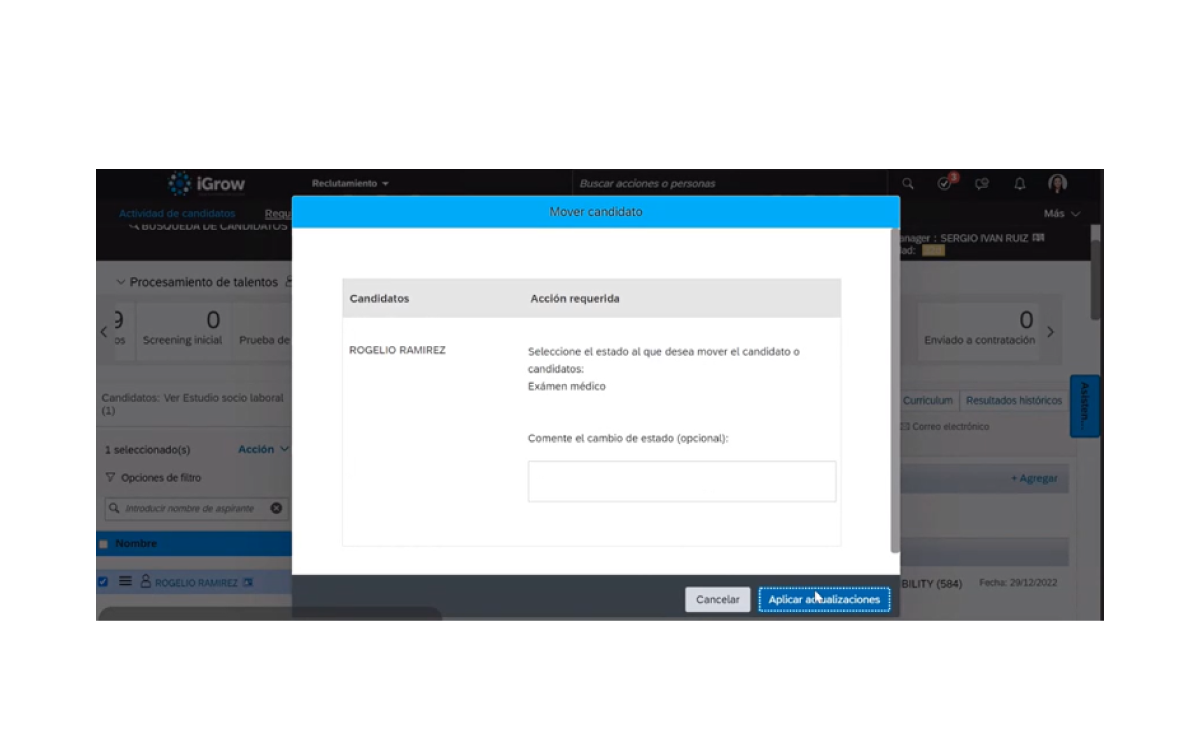 iGrow
Reclutamiento
Buscar acciones o personas
3
Actividad de candidatos
Requ
Más
BÚSQUEDA DE CANDIDATOS
Mover candidato
anager : SERGIO IVAN RUIZ
dad:
Procesamiento de talentos
9
os
0
Screening inicial
Prueba de
0
Enviado a contratación
Candidatos
Acción requerida
ROGELIO RAMIREZ
Seleccione el estado al que desea mover el candidato o
candidatos:
Exámen médico
Comente el cambio de estado (opcional):
Candidatos: Ver Estudio socio laboral
(1)
1 seleccionado(s)
Acción
Opciones de filtro
Introducir nombre de aspirante
Nombre
ROGELIO RAMIREZ
Curriculum
Resultados históricos
Asisten...
23 Correo electrónico
+ Agregar
BILITY (584)
Fecha: 29/12/2022
Cancelar
Aplicar actualizaciones